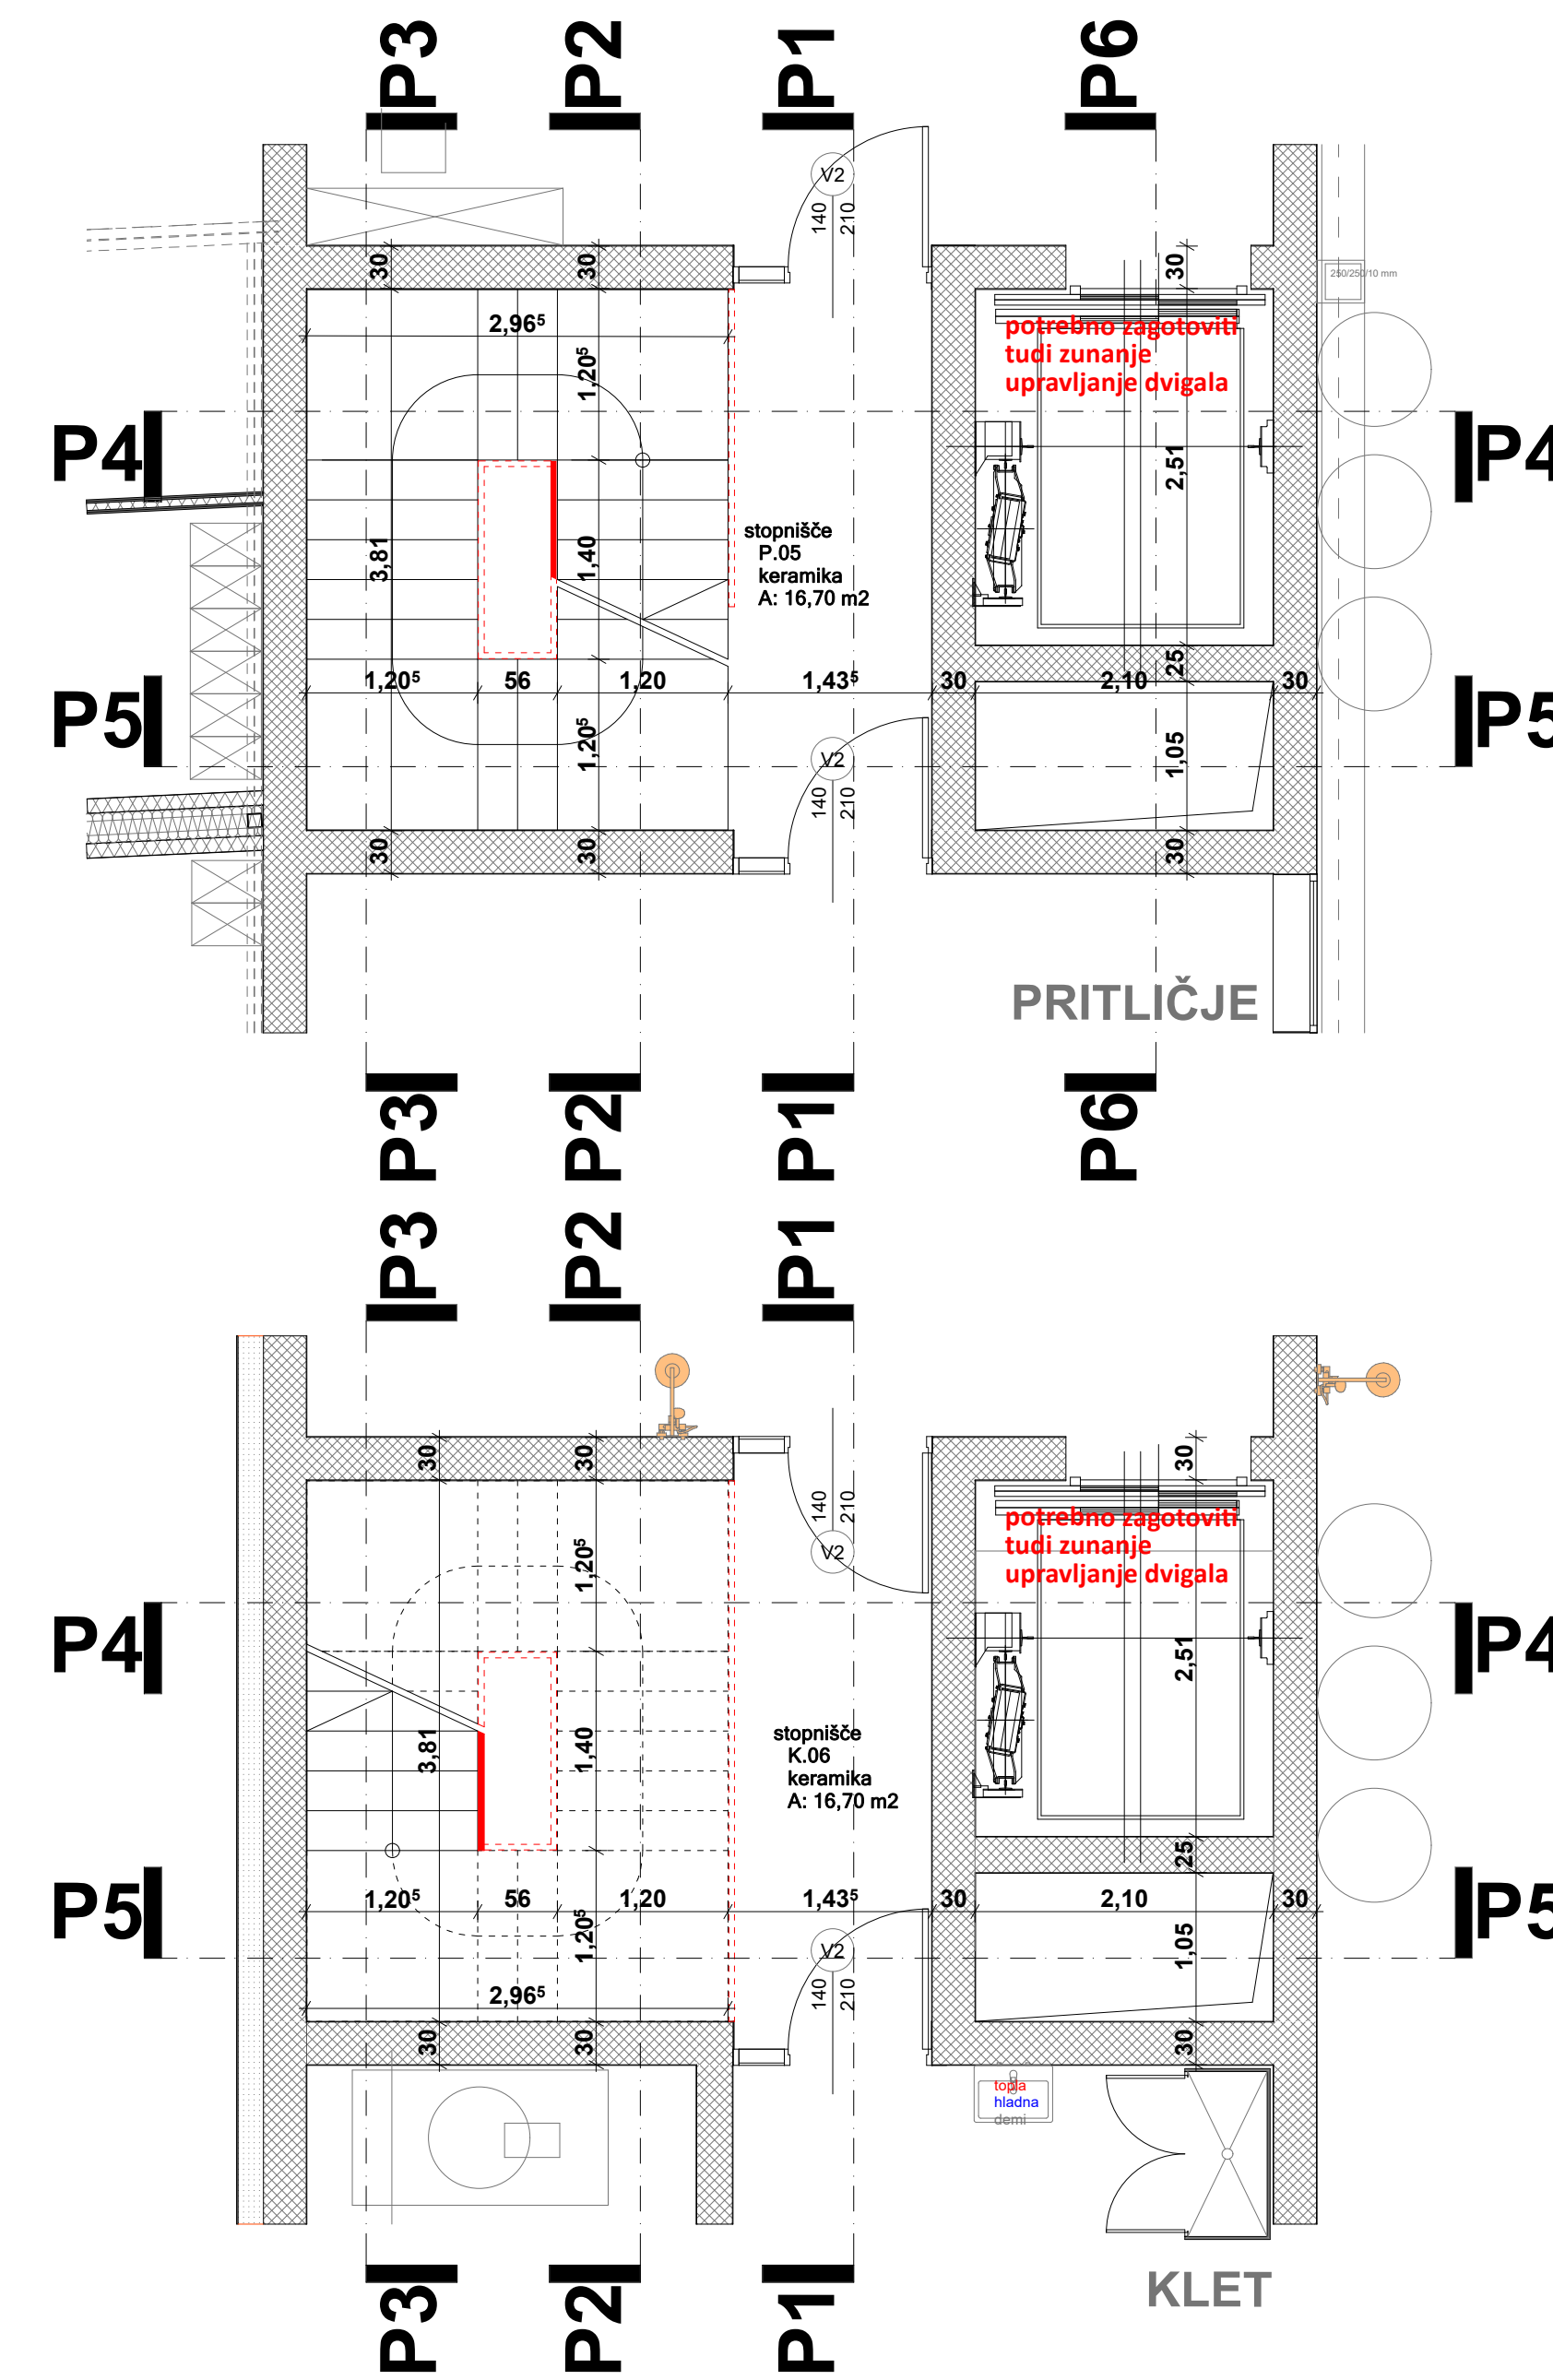 P3 P2 P1 P6
V2
140 210
30 30 30
250/250/10 mm
2,96⁵
potrebno zagotoviti
tudi zunanje
upravljanje dvigala
1,20⁵
P4 P4
2,51
stopnišče
P.05
keramika
A: 16,70 m2
3,81 1,40
25
1,20⁵ 56 1,20 1,43⁵ 30 2,10 30
P5 P5
1,20⁵ 1,05
V2
140 210
30 30 30
PRITLIČJE
P3 P2 P1 P6
P3 P2 P1
30 30 30
140 210
V2
potrebno zagotoviti
tudi zunanje
upravljanje dvigala
1,20⁵
P4 P4
2,51
stopnišče
K.06
keramika
A: 16,70 m2
3,81 1,40
25
1,20⁵ 56 1,20 1,43⁵ 30 2,10 30
P5 P5
1,20⁵ 1,05
V2
140 210
2,96⁵
30 30 30
topla
hladna
demi
KLET
P3 P2 P1